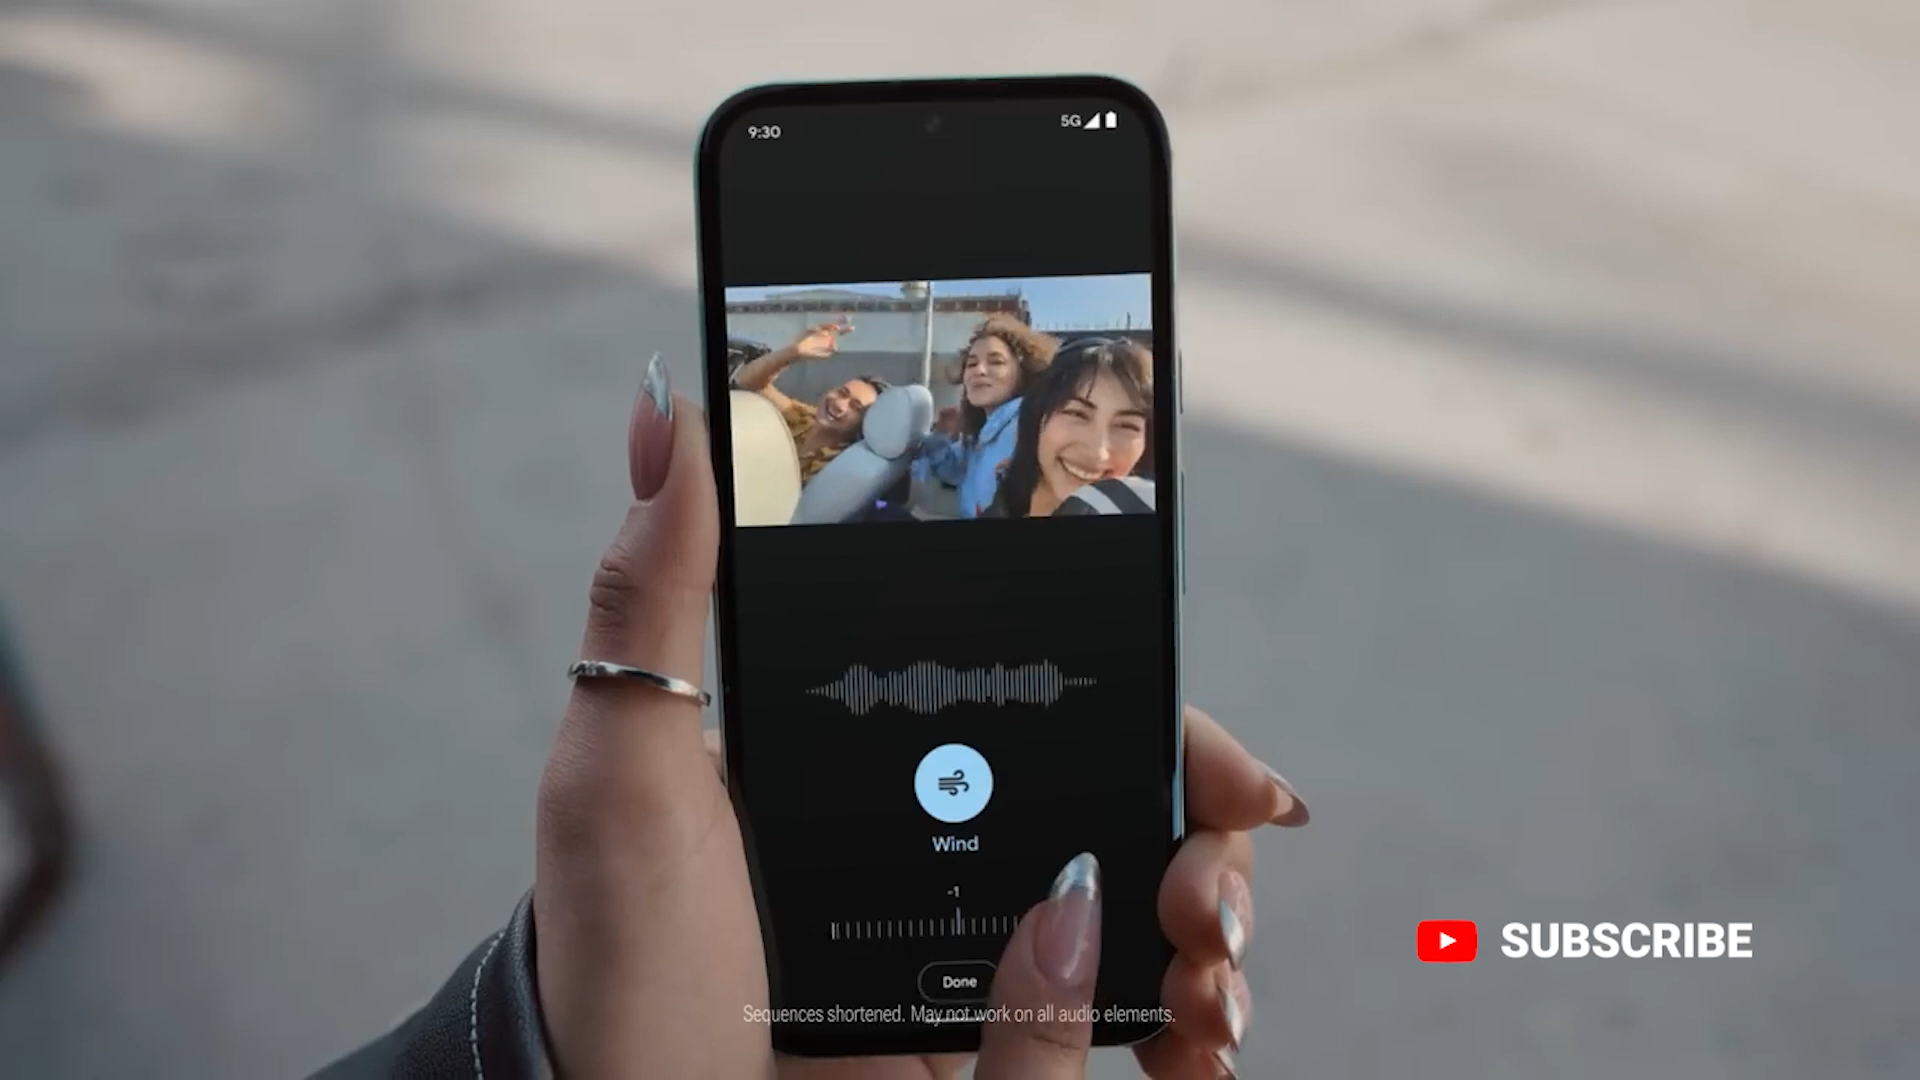 9:30
5G
Wind
-1
Done
Sequences shortened. May not work on all audio elements.
SUBSCRIBE